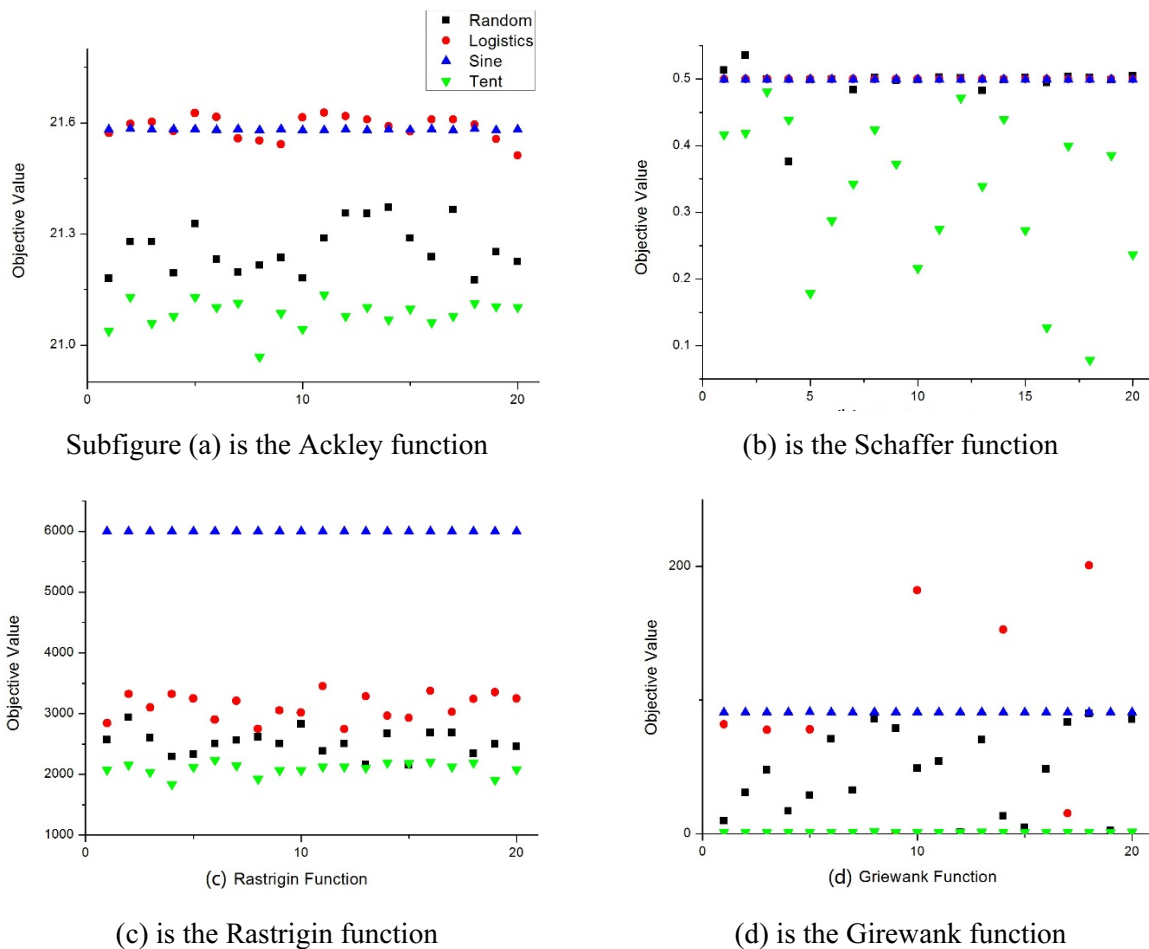 Random
Logistics
Sine
Tent
21.6
21.3
21.0
0
10
20
Objective Value
Subfigure (a) is the Ackley function
0.5
0.4
0.3
0.2
0.1
0
5
10
15
20
Objective Value
(b) is the Schaffer function
6000
5000
4000
3000
2000
1000
0
10
20
Objective Value
(c) Rastrigin Function
(c) is the Rastrigin function
200
0
0
10
20
Objective Value
(d) Griewank Function
(d) is the Girewank function